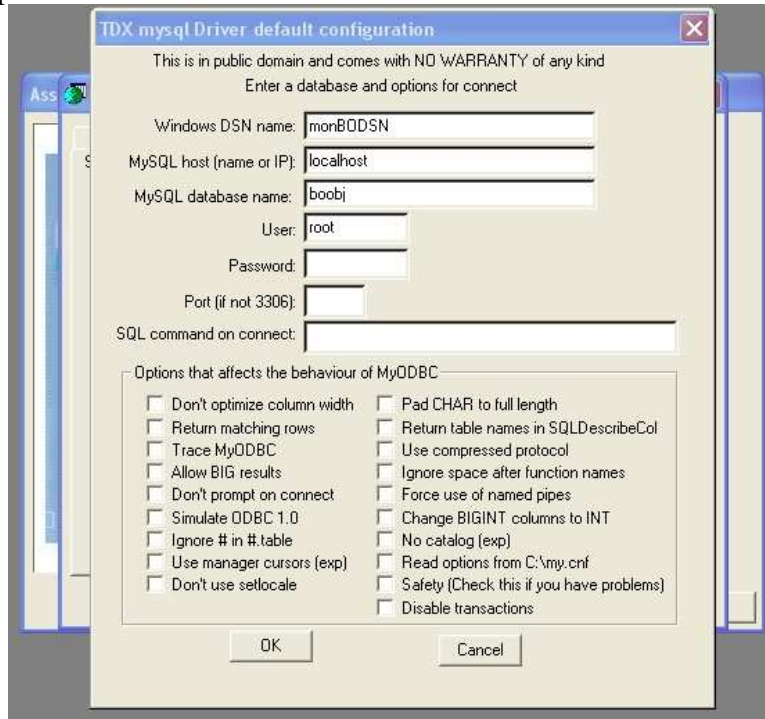 TDX mysql Driver default configuration
This is in public domain and comes with NO WARRANTY of any kind
Enter a database and options for connect
Ass
S
Windows DSN name: monBODSN
MySQL host (name or IP): localhost
MySQL database name: boobj
User: root
Password:
Port (if not 3306):
SQL command on connect:
Options that affects the behaviour of MyODBC
Don't optimize column width
Pad CHAR to full length
Return matching rows
Return table names in SQLDescribeCol
Trace MyODBC
Use compressed protocol
Allow BIG results
Ignore space after function names
Don't prompt on connect
Force use of named pipes
Simulate ODBC 1.0
Change BIGINT columns to INT
Ignore # in #.table
No catalog (exp)
Use manager cursors (exp)
Read options from C:\my.cnf
Don't use setlocale
Safety (Check this if you have problems)
Disable transactions
OK
Cancel